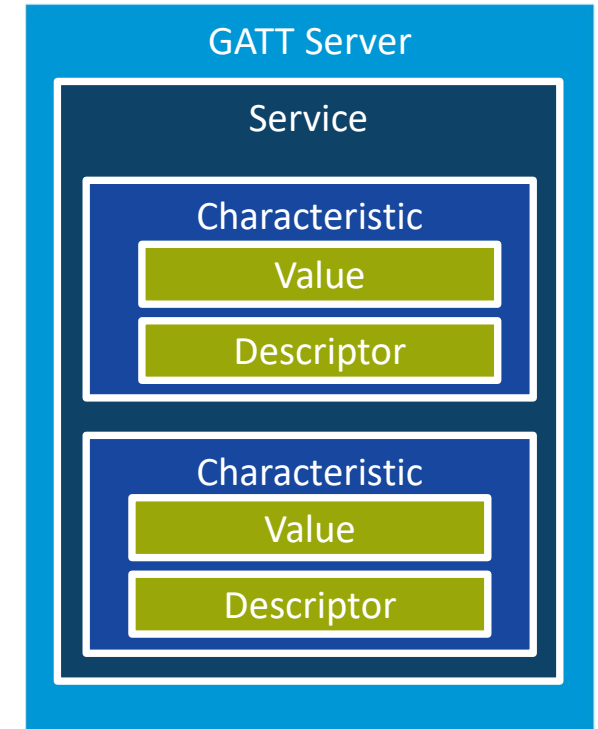 GATT Server
Service
Characteristic
Value
Descriptor
Characteristic
Value
Descriptor